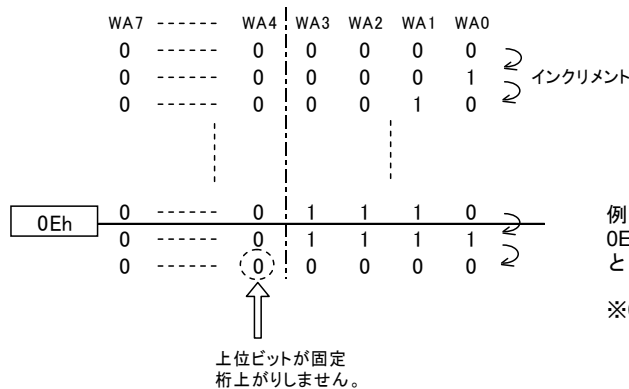 WA7 ------ WA4 WA3 WA2 WA1 WA0
0 ------ 0 0 0 0 0
0 ------ 0 0 0 0 1
インクリメント
0 ------ 0 0 0 1 0
0Eh
0 ------ 0 1 1 1 0
0 ------ 0 1 1 1 1
0 ------ 0 0 0 0 0
例
0E
と
※
上位ビットが固定
桁上がりしません。